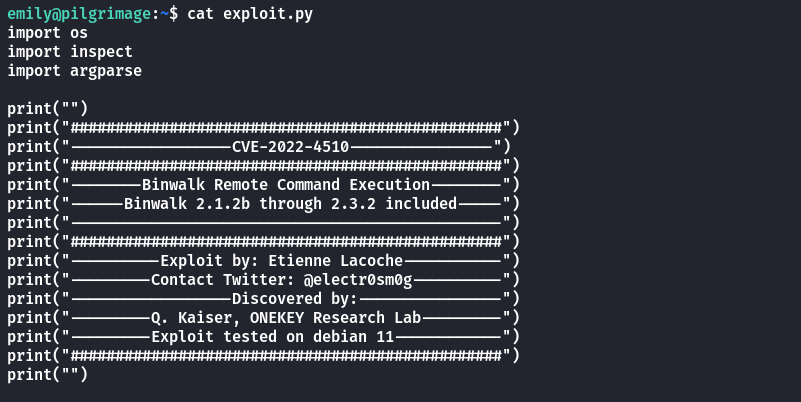 emily@pilgrimage:~$ cat exploit.py
import os
import inspect
import argparse
print("")
print("################################################")
print("------------------CVE-2022-4510----------------")
print("################################################")
print("--------Binwalk Remote Command Execution--------")
print("------Binwalk 2.1.2b through 2.3.2 included-----")
print("------------------------------------------------")
print("################################################")
print("----------Exploit by: Etienne Lacoche-----------")
print("---------Contact Twitter: @electr0sm0g----------")
print("------------------Discovered by:----------------")
print("---------Q. Kaiser, ONEKEY Research Lab---------")
print("---------Exploit tested on debian 11------------")
print("################################################")
print("")